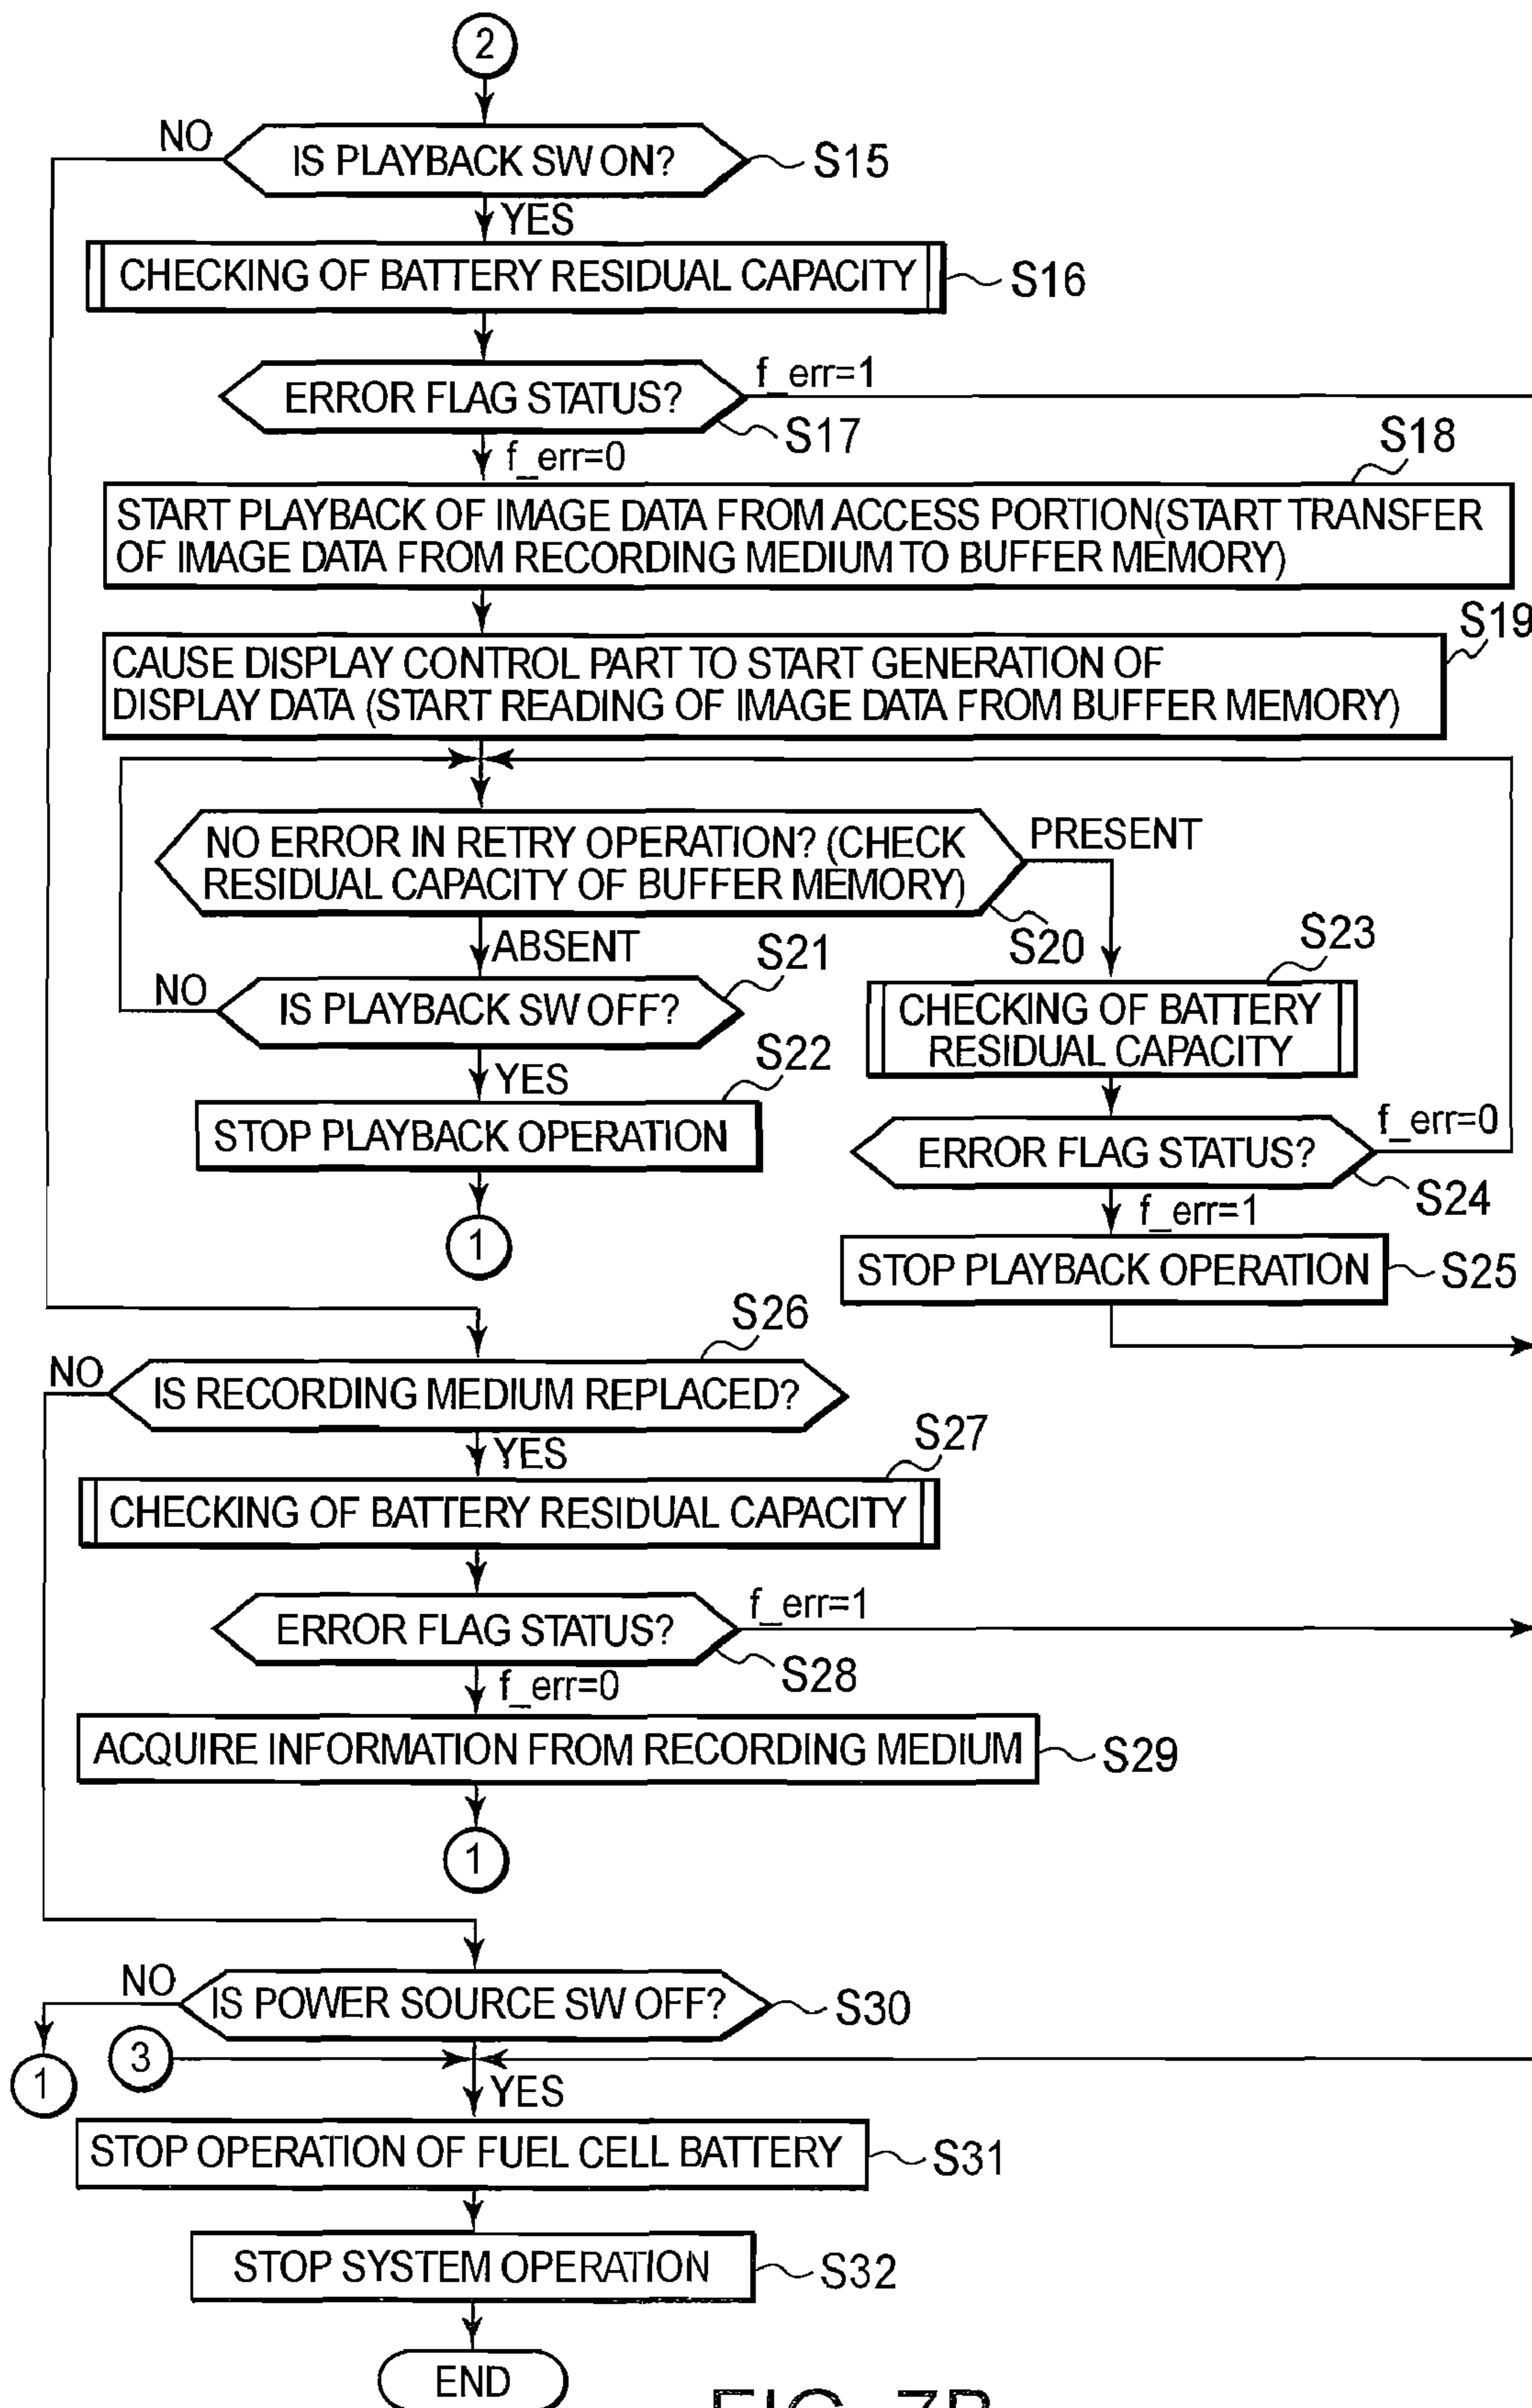 2
NO
IS PLAYBACK SW ON?
S15
YES
CHECKING OF BATTERY RESIDUAL CAPACITY
S16
ERROR FLAG STATUS?
f_err=1
S17
f_err=0
S18
START PLAYBACK OF IMAGE DATA FROM ACCESS PORTION(START TRANSFER
OF IMAGE DATA FROM RECORDING MEDIUM TO BUFFER MEMORY)
S19
CAUSE DISPLAY CONTROL PART TO START GENERATION OF
DISPLAY DATA (START READING OF IMAGE DATA FROM BUFFER MEMORY)
NO ERROR IN RETRY OPERATION? (CHECK
RESIDUAL CAPACITY OF BUFFER MEMORY)
PRESENT
S20
ABSENT
S21
NO
IS PLAYBACK SW OFF?
YES
S22
STOP PLAYBACK OPERATION
1
S23
CHECKING OF BATTERY
RESIDUAL CAPACITY
ERROR FLAG STATUS?
f_err=0
S24
f_err=1
STOP PLAYBACK OPERATION
S25
S26
NO
IS RECORDING MEDIUM REPLACED?
YES
S27
CHECKING OF BATTERY RESIDUAL CAPACITY
ERROR FLAG STATUS?
f_err=1
S28
f_err=0
ACQUIRE INFORMATION FROM RECORDING MEDIUM
S29
1
NO
IS POWER SOURCE SW OFF?
S30
1
3
YES
STOP OPERATION OF FUEL CELL BATTERY
S31
STOP SYSTEM OPERATION
S32
END
FIG. 7B